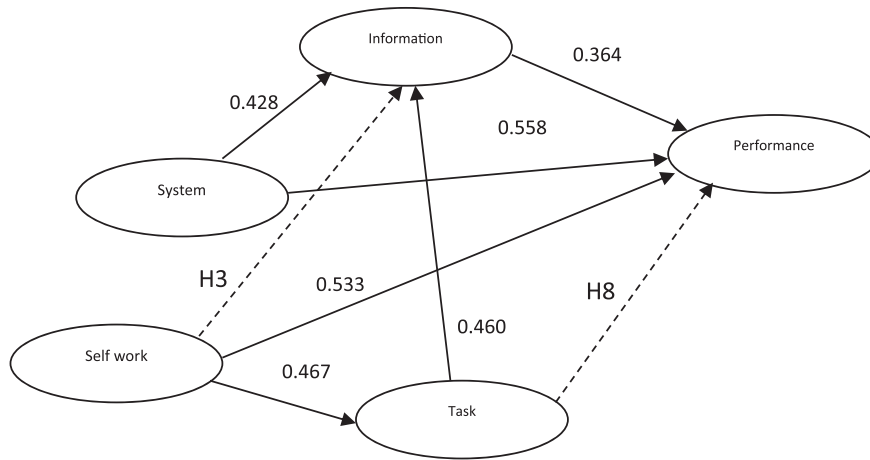 Information
0.364
0.428
0.558
Performance
System
H3
0.533
H8
0.460
Self work
0.467
Task